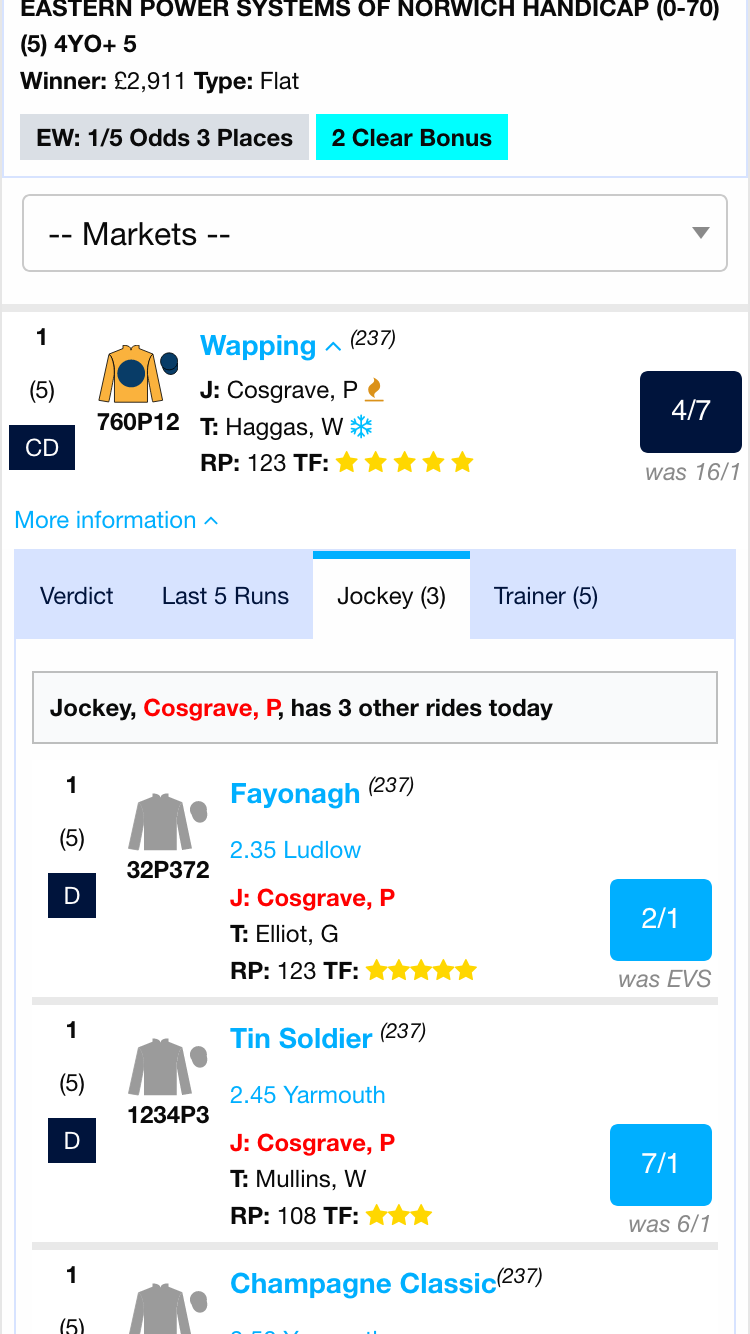 EASTERN POWER SYSTEMS OF NORWICH HANDICAP (0-70)
(5) 4YO+ 5
Winner: £2,911 Type: Flat
EW: 1/5 Odds 3 Places
2 Clear Bonus
-- Markets --
1
(5)
CD
760P12
Wapping (237)
J: Cosgrave, P
T: Haggas, W
RP: 123 TF:
4/7
was 16/1
More information
Verdict
Last 5 Runs
Jockey (3)
Trainer (5)
Jockey, Cosgrave, P, has 3 other rides today
1
(5)
D
32P372
Fayonagh (237)
2.35 Ludlow
J: Cosgrave, P
T: Elliot, G
RP: 123 TF:
2/1
was EVS
1
(5)
D
1234P3
Tin Soldier (237)
2.45 Yarmouth
J: Cosgrave, P
T: Mullins, W
RP: 108 TF:
7/1
was 6/1
1
(5)
Champagne Classic (237)